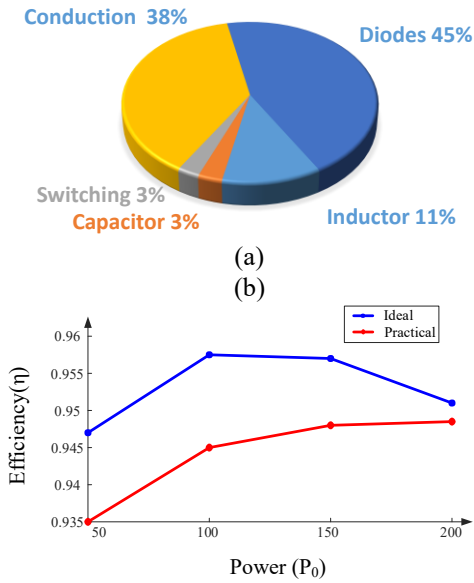 Conduction 38%
Diodes 45%
Switching 3%
Capacitor 3%
Inductor 11%
(a)
(b)
Ideal
Practical
0.96
0.955
0.95
0.945
0.94
0.935
Efficiency(η)
50 100 150 200
Power (P0)